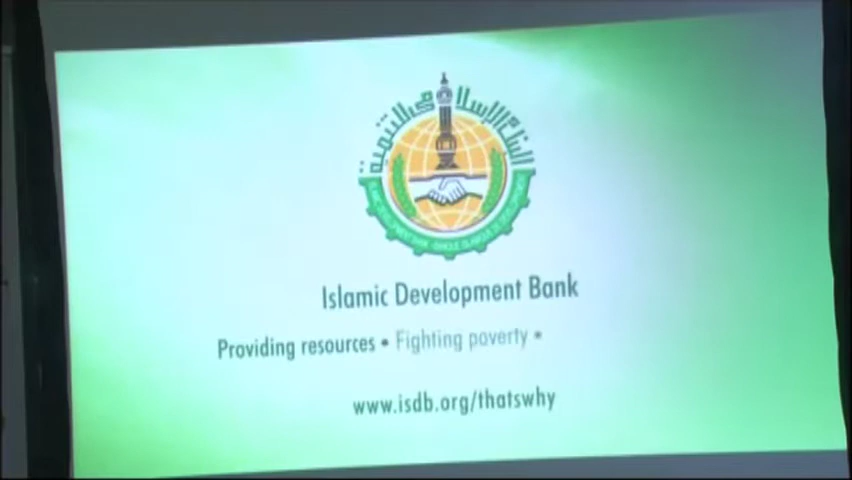 البنك الإسلامي للتنمية
Islamic Development Bank
Providing resources • Fighting poverty •
www.isdb.org/thatswhy